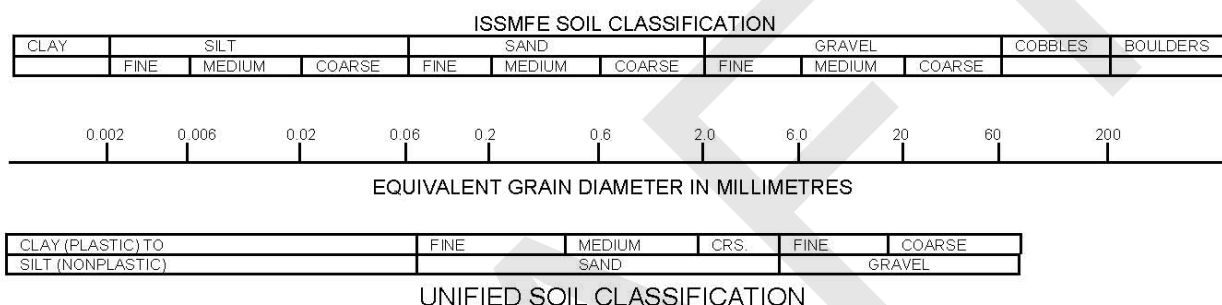 ISSMFE SOIL CLASSIFICATION
CLAY SILT SAND GRAVEL COBBLES BOULDERS
FINE MEDIUM COARSE FINE MEDIUM COARSE FINE MEDIUM COARSE
0.002 0.006 0.02 0.06 0.2 0.6 2.0 6.0 20 60 200
EQUIVALENT GRAIN DIAMETER IN MILLIMETRES
CLAY (PLASTIC) TO FINE MEDIUM CRS. FINE COARSE
SILT (NONPLASTIC) SAND GRAVEL
UNIFIED SOIL CLASSIFICATION